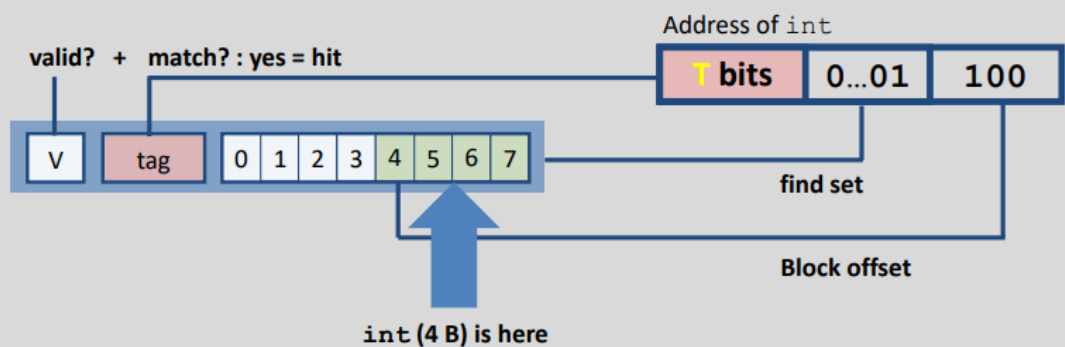 Address of int
valid? + match? : yes = hit
T bits 0...01 100
V tag 0 1 2 3 4 5 6 7
find set
Block offset
int (4 B) is here